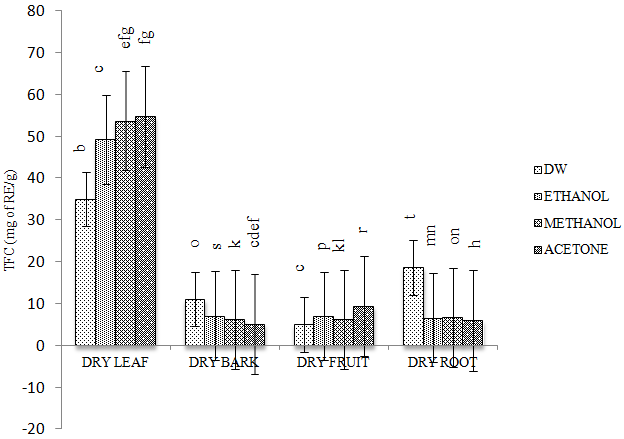 80
70
60
50
40
30
20
10
0
-10
-20
TFC (mg of RE/g)
b
c
efg
fg
o
s
k
cdef
c
p
kl
r
t
mn
on
h
DRY LEAF
DRY BARK
DRY FRUIT
DRY ROOT
DW
ETHANOL
METHANOL
ACETONE